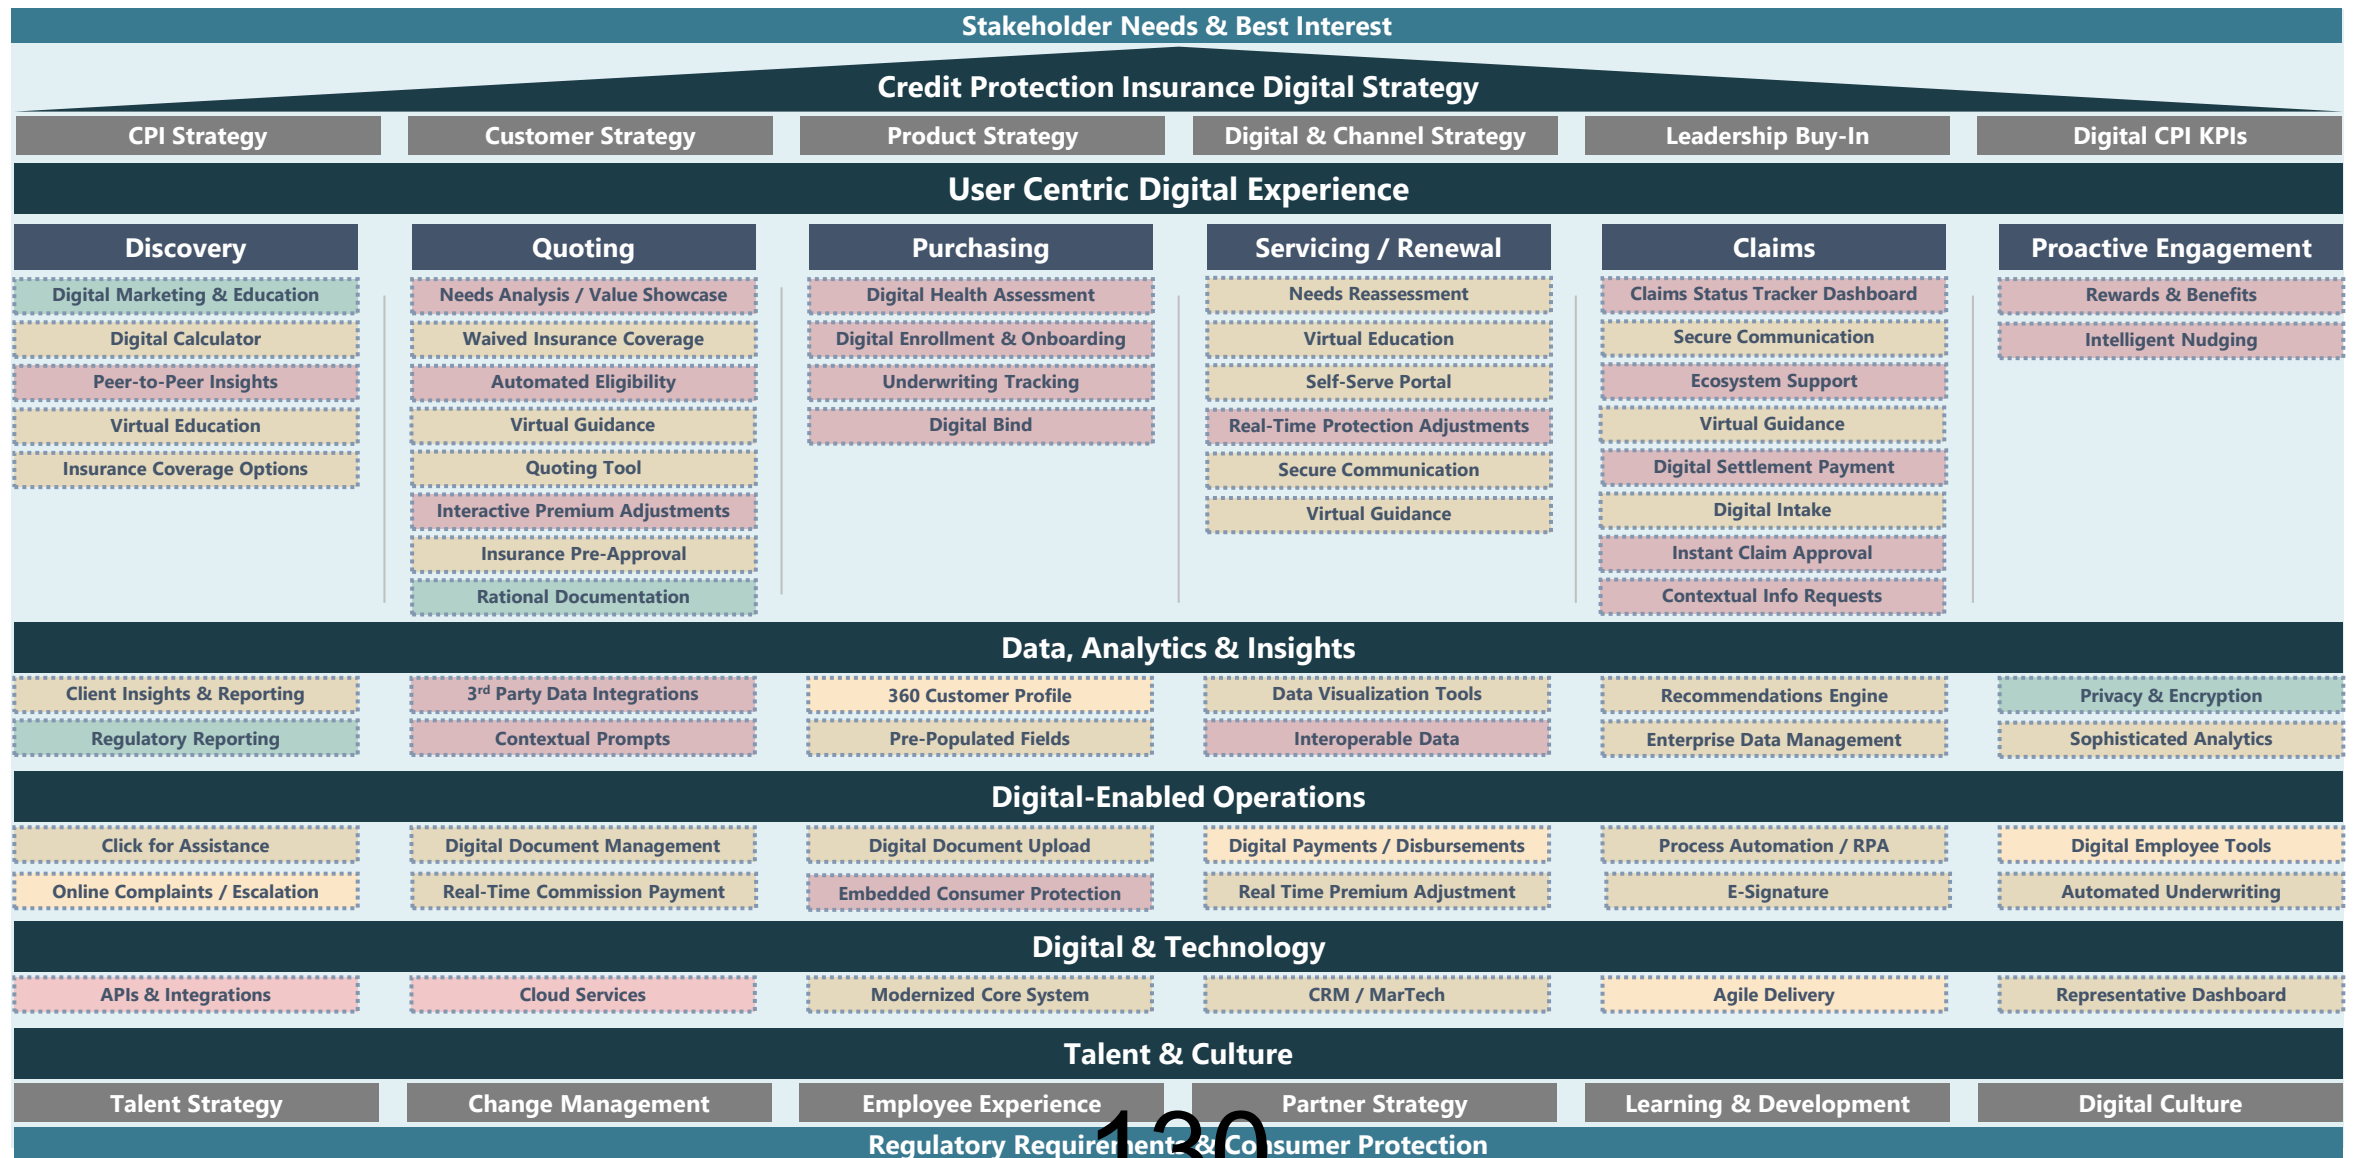 Stakeholder Needs & Best Interest
Credit Protection Insurance Digital Strategy
CPI Strategy
Customer Strategy
Product Strategy
Digital & Channel Strategy
Leadership Buy-In
Digital CPI KPIs
User Centric Digital Experience
Discovery
Digital Marketing & Education
Digital Calculator
Peer-to-Peer Insights
Virtual Education
Insurance Coverage Options
Quoting
Needs Analysis / Value Showcase
Waived Insurance Coverage
Automated Eligibility
Virtual Guidance
Quoting Tool
Interactive Premium Adjustments
Insurance Pre-Approval
Rational Documentation
Purchasing
Digital Health Assessment
Digital Enrollment & Onboarding
Underwriting Tracking
Digital Bind
Servicing / Renewal
Needs Reassessment
Virtual Education
Self-Serve Portal
Real-Time Protection Adjustments
Secure Communication
Virtual Guidance
Claims
Claims Status Tracker Dashboard
Secure Communication
Ecosystem Support
Virtual Guidance
Digital Settlement Payment
Digital Intake
Instant Claim Approval
Contextual Info Requests
Proactive Engagement
Rewards & Benefits
Intelligent Nudging
Data, Analytics & Insights
Client Insights & Reporting
3rd Party Data Integrations
360 Customer Profile
Data Visualization Tools
Recommendations Engine
Privacy & Encryption
Regulatory Reporting
Contextual Prompts
Pre-Populated Fields
Interoperable Data
Enterprise Data Management
Sophisticated Analytics
Digital-Enabled Operations
Click for Assistance
Digital Document Management
Digital Document Upload
Digital Payments / Disbursements
Process Automation / RPA
Digital Employee Tools
Online Complaints / Escalation
Real-Time Commission Payment
Embedded Consumer Protection
Real Time Premium Adjustment
E-Signature
Automated Underwriting
Digital & Technology
APIs & Integrations
Cloud Services
Modernized Core System
CRM / MarTech
Agile Delivery
Representative Dashboard
Talent & Culture
Talent Strategy
Change Management
Employee Experience
Partner Strategy
Learning & Development
Digital Culture
130
Regulatory Requirements & Consumer Protection